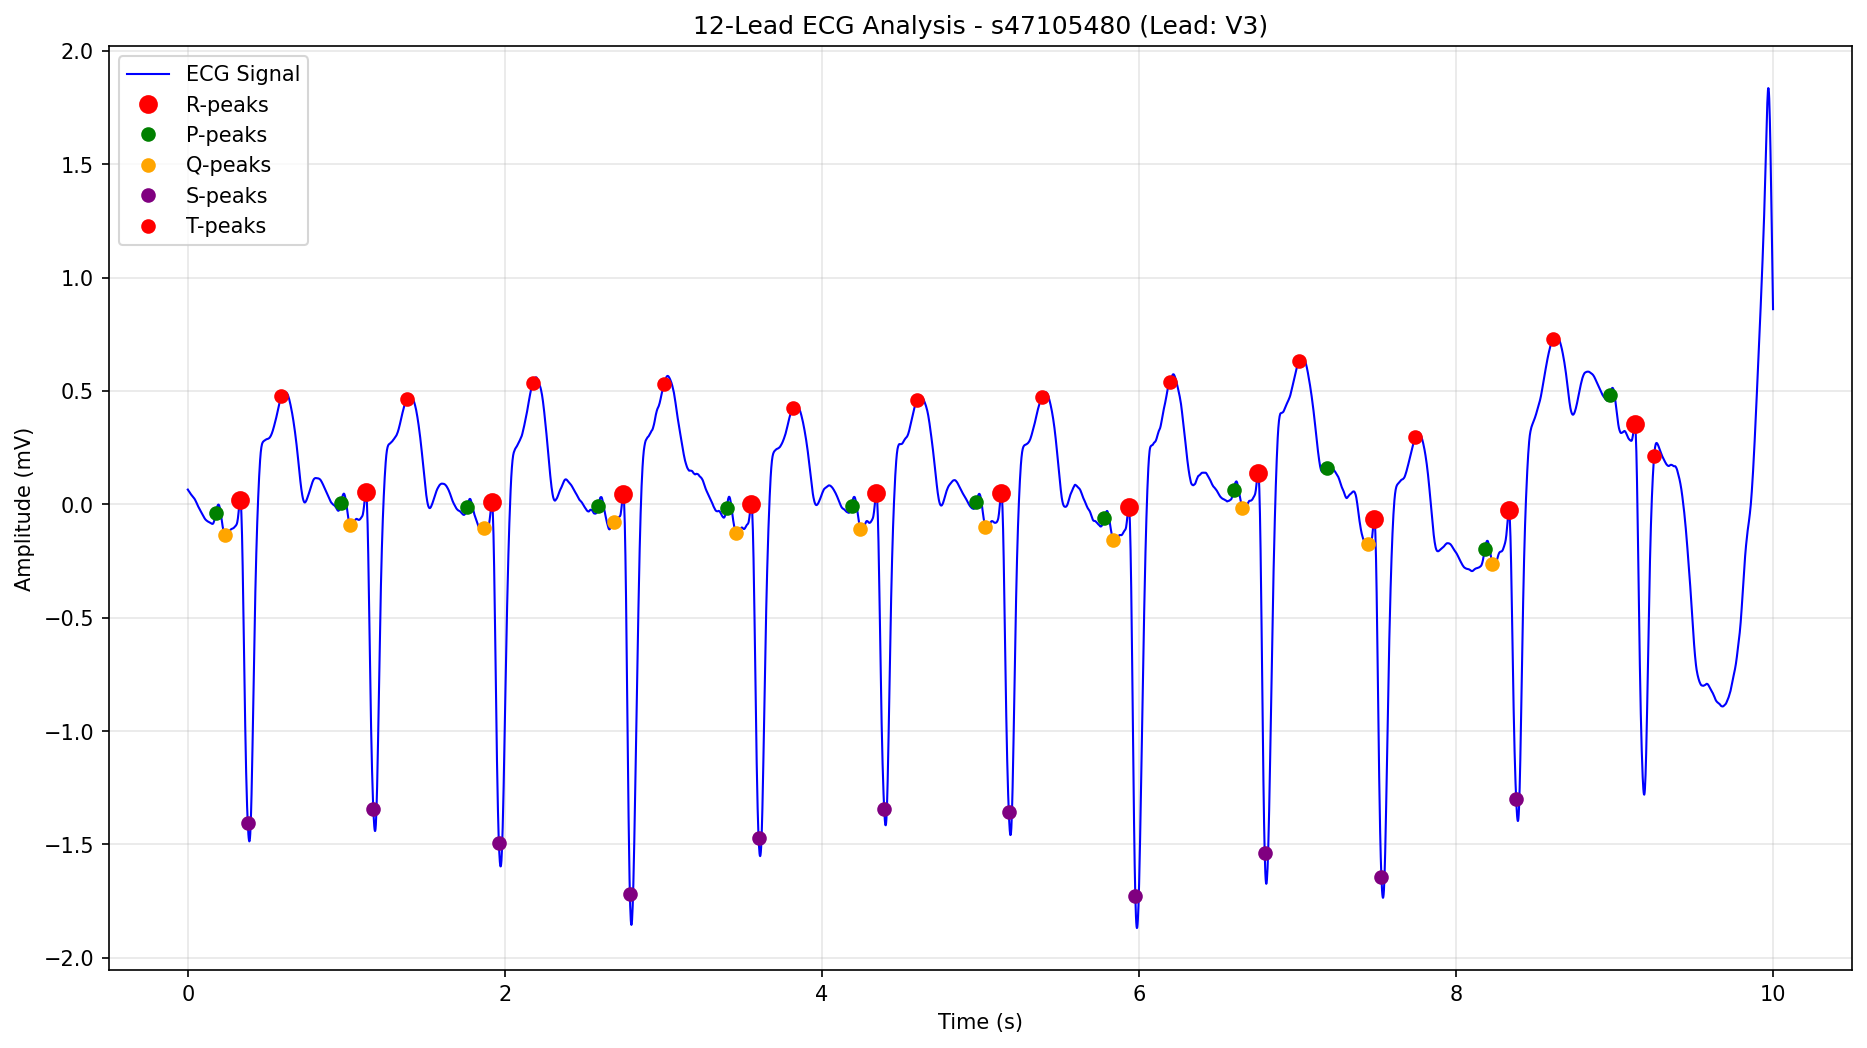 12-Lead ECG Analysis - s47105480 (Lead: V3)
ECG Signal
R-peaks
P-peaks
Q-peaks
S-peaks
T-peaks
Amplitude (mV)
2.0
1.5
1.0
0.5
0.0
−0.5
−1.0
−1.5
−2.0
0
2
4
6
8
10
Time (s)